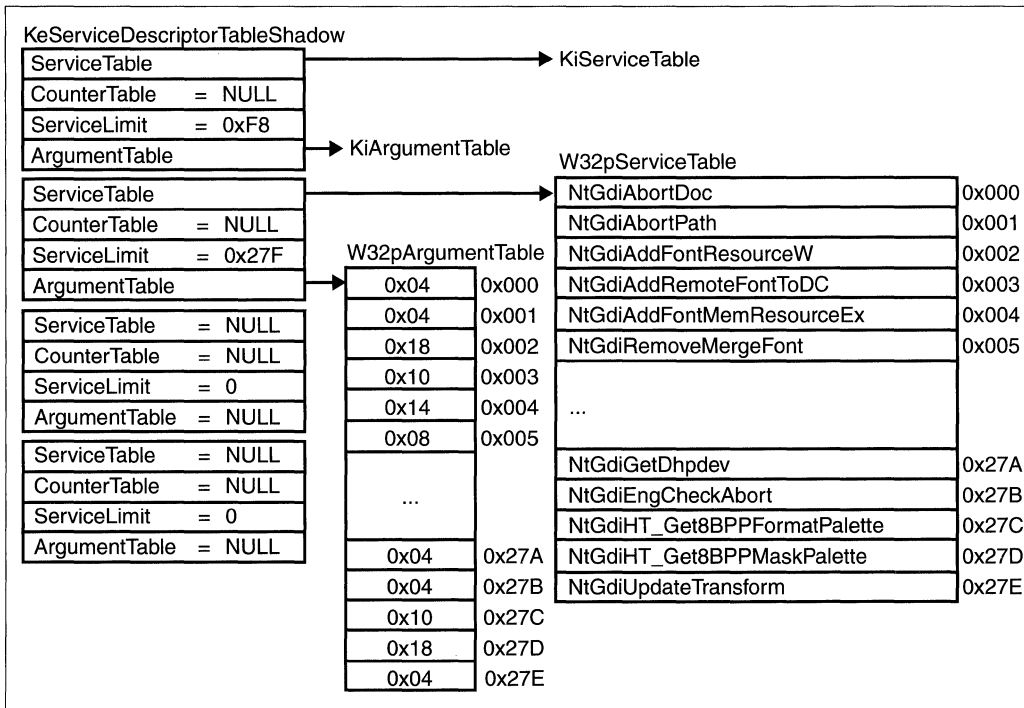 KeServiceDescriptorTableShadow
ServiceTable
KiServiceTable
CounterTable = NULL
ServiceLimit = 0xF8
ArgumentTable
KiArgumentTable
ServiceTable
CounterTable = NULL
ServiceLimit = 0x27F
ArgumentTable
ServiceTable = NULL
CounterTable = NULL
ServiceLimit = 0
ArgumentTable = NULL
ServiceTable = NULL
CounterTable = NULL
ServiceLimit = 0
ArgumentTable = NULL
W32pArgumentTable
0x04 0x000
0x04 0x001
0x18 0x002
0x10 0x003
0x14 0x004
0x08 0x005
...
0x04 0x27A
0x04 0x27B
0x10 0x27C
0x18 0x27D
0x04 0x27E
W32pServiceTable
NtGdiAbortDoc 0x000
NtGdiAbortPath 0x001
NtGdiAddFontResourceW 0x002
NtGdiAddRemoteFontToDC 0x003
NtGdiAddFontMemResourceEx 0x004
NtGdiRemoveMergeFont 0x005
...
NtGdiGetDhpdev 0x27A
NtGdiEngCheckAbort 0x27B
NtGdiHT_Get8BPPFormatPalette 0x27C
NtGdiHT_Get8BPPMaskPalette 0x27D
NtGdiUpdateTransform 0x27E